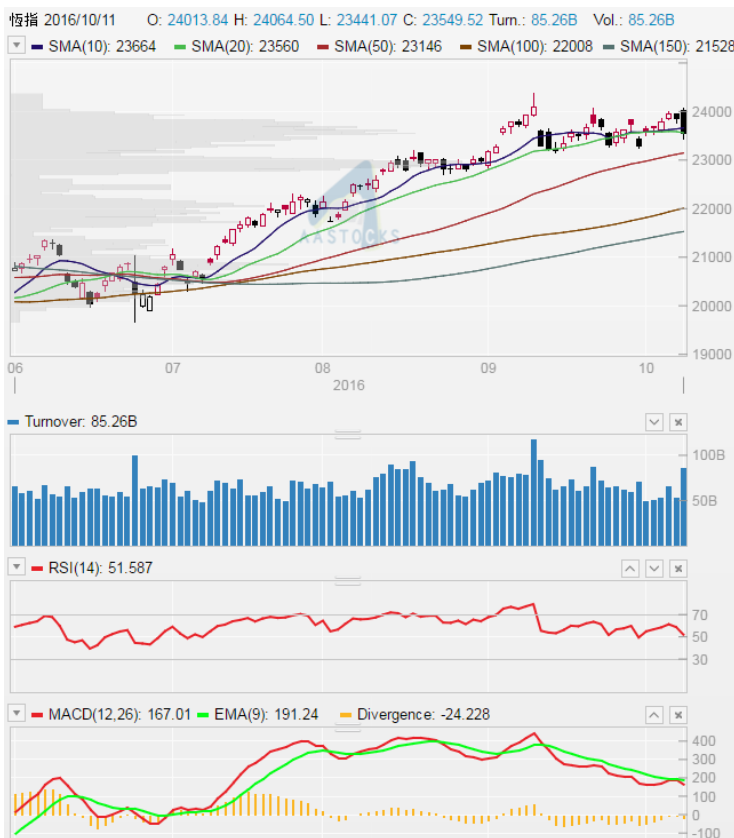 恆指 2016/10/11 O: 24013.84 H: 24064.50 L: 23441.07 C: 23549.52 Turn.: 85.26B Vol.: 85.26B
SMA(10): 23664 SMA(20): 23560 SMA(50): 23146 SMA(100): 22008 SMA(150): 21528
24000
23000
22000
AASTOCKS
21000
20000
19000
06 07 08 09 10
2016
Turnover: 85.26B
100B
50B
RSI(14): 51.587
70
50
30
MACD(12,26): 167.01 EMA(9): 191.24 Divergence: -24.228
400
300
200
100
0
-100